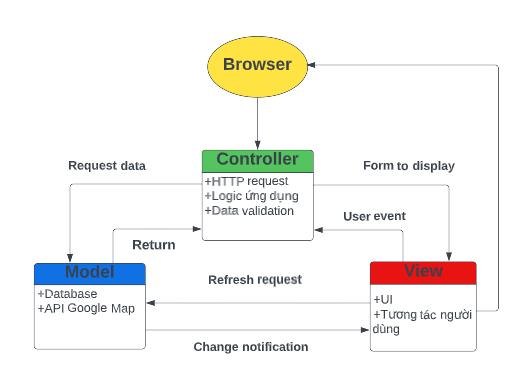 Browser
Controller
+HTTP request
+Logic ứng dụng
+Data validation
Request data
Form to display
User event
Return
Model
+Database
+API Google Map
View
+UI
+Tương tác người
dùng
Refresh request
Change notification